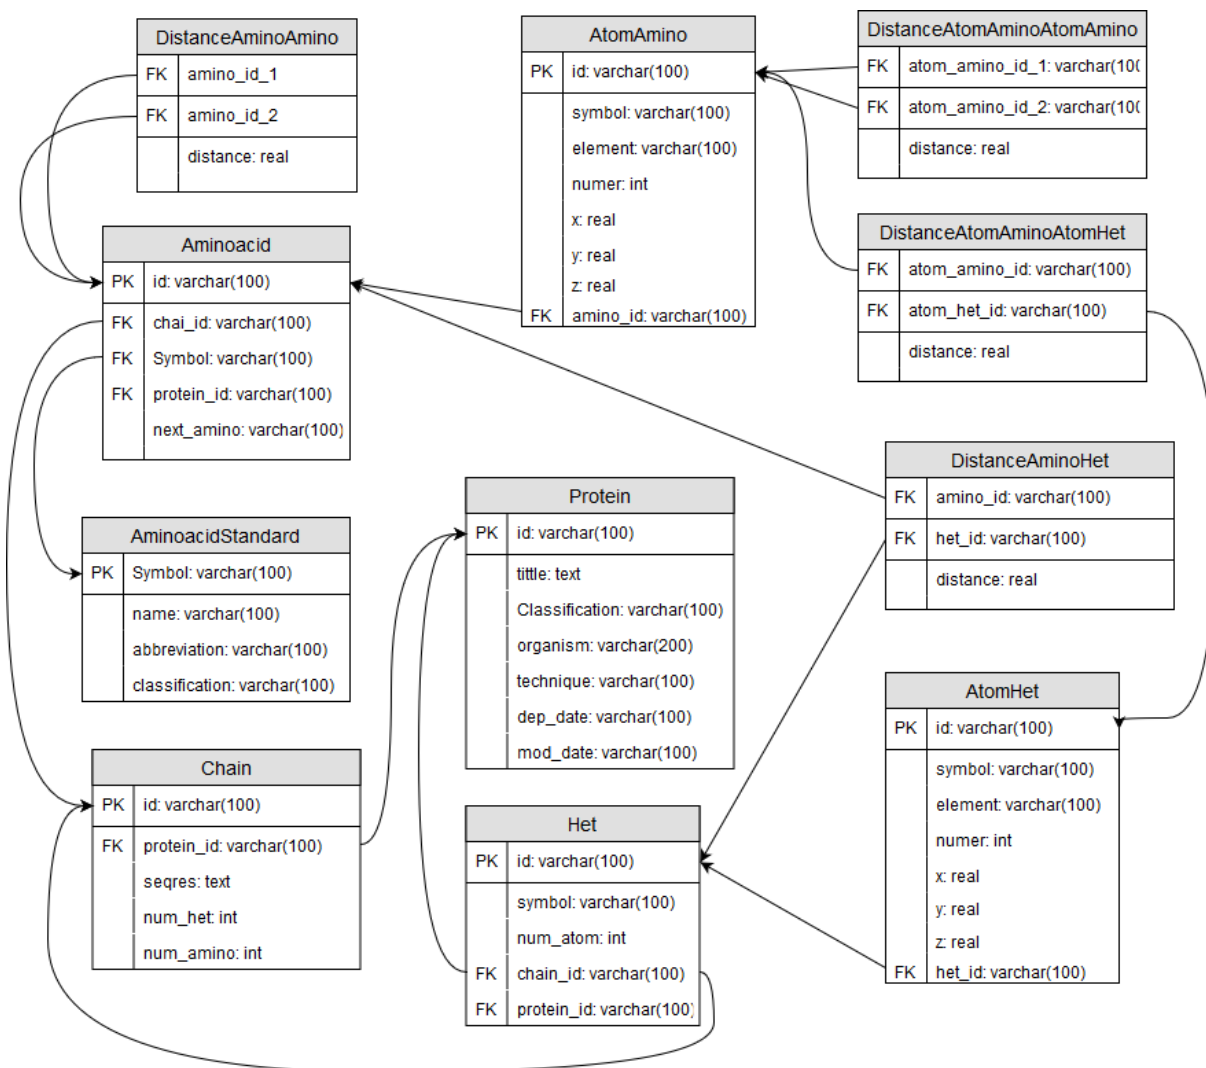 DistanceAminoAmino
FK amino_id_1
FK amino_id_2
distance: real
AtomAmino
PK id: varchar(100)
symbol: varchar(100)
element: varchar(100)
numer: int
x: real
y: real
z: real
FK amino_id: varchar(100)
DistanceAtomAminoAtomAmino
FK atom_amino_id_1: varchar(100
FK atom_amino_id_2: varchar(100
distance: real
DistanceAtomAminoAtomHet
FK atom_amino_id: varchar(100)
FK atom_het_id: varchar(100)
distance: real
Aminoacid
PK id: varchar(100)
FK chai_id: varchar(100)
FK Symbol: varchar(100)
FK protein_id: varchar(100)
next_amino: varchar(100)
DistanceAminoHet
FK amino_id: varchar(100)
FK het_id: varchar(100)
distance: real
Protein
PK id: varchar(100)
tittle: text
Classification: varchar(100)
organism: varchar(200)
technique: varchar(100)
dep_date: varchar(100)
mod_date: varchar(100)
AminoacidStandard
PK Symbol: varchar(100)
name: varchar(100)
abbreviation: varchar(100)
classification: varchar(100)
AtomHet
PK id: varchar(100)
symbol: varchar(100)
element: varchar(100)
numer: int
x: real
y: real
z: real
FK het_id: varchar(100)
Chain
PK id: varchar(100)
FK protein_id: varchar(100)
seqres: text
num_het: int
num_amino: int
Het
PK id: varchar(100)
symbol: varchar(100)
num_atom: int
FK chain_id: varchar(100)
FK protein_id: varchar(100)